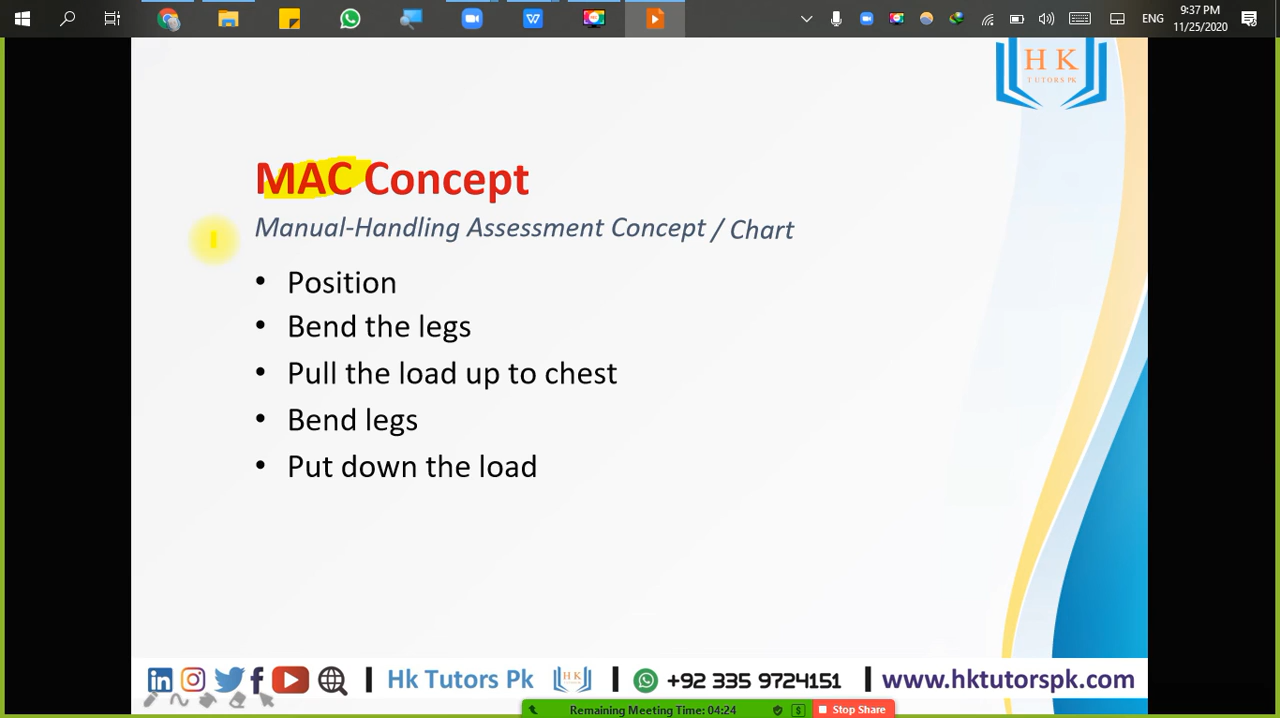 ENG
9:37 PM
11/25/2020
H K
TUTORS PK
MAC Concept
Manual-Handling Assessment Concept / Chart
• Position
• Bend the legs
• Pull the load up to chest
• Bend legs
• Put down the load
Hk Tutors Pk
H K
+92 335 9724151
www.hktutorspk.com
Remaining Meeting Time: 04:24
Stop Share